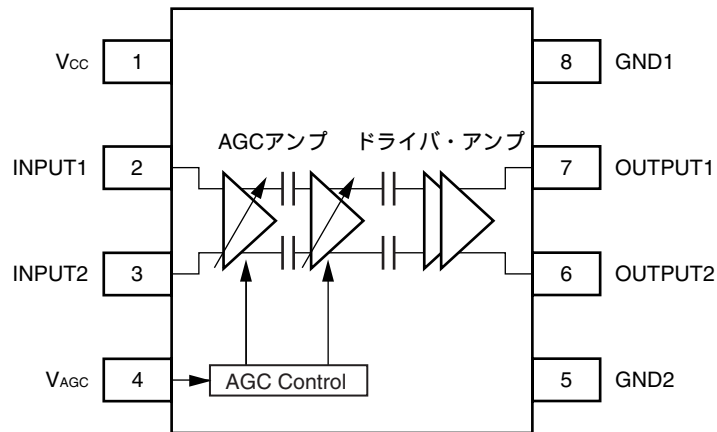 VCC 1
8 GND1
AGCアンプ
ドライバ・アンプ
INPUT1 2
7 OUTPUT1
INPUT2 3
6 OUTPUT2
VAGC 4
AGC Control
5 GND2